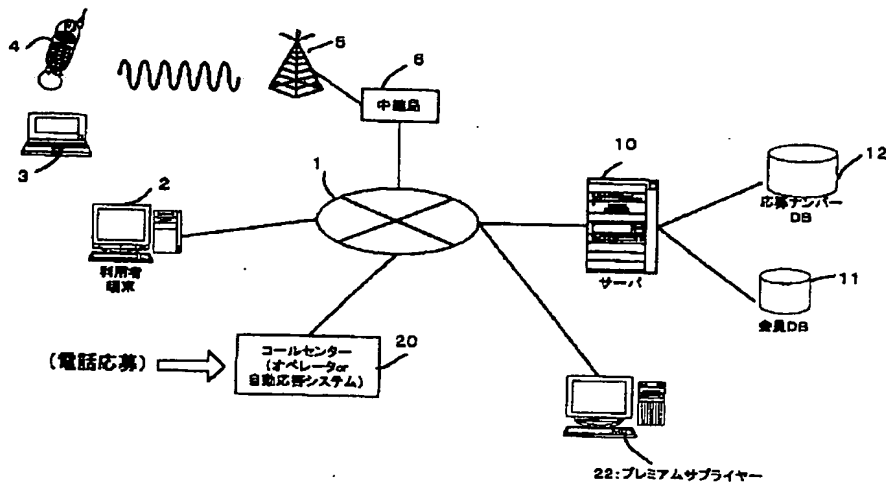 4
5
6
中継局
3
2
1
10
12
応募ナンバー
DB
利用者
端末
サーバ
11
会員DB
(電話応募)
コールセンター
(オペレータor
自動応答システム)
20
22:プレミアムサプライヤー